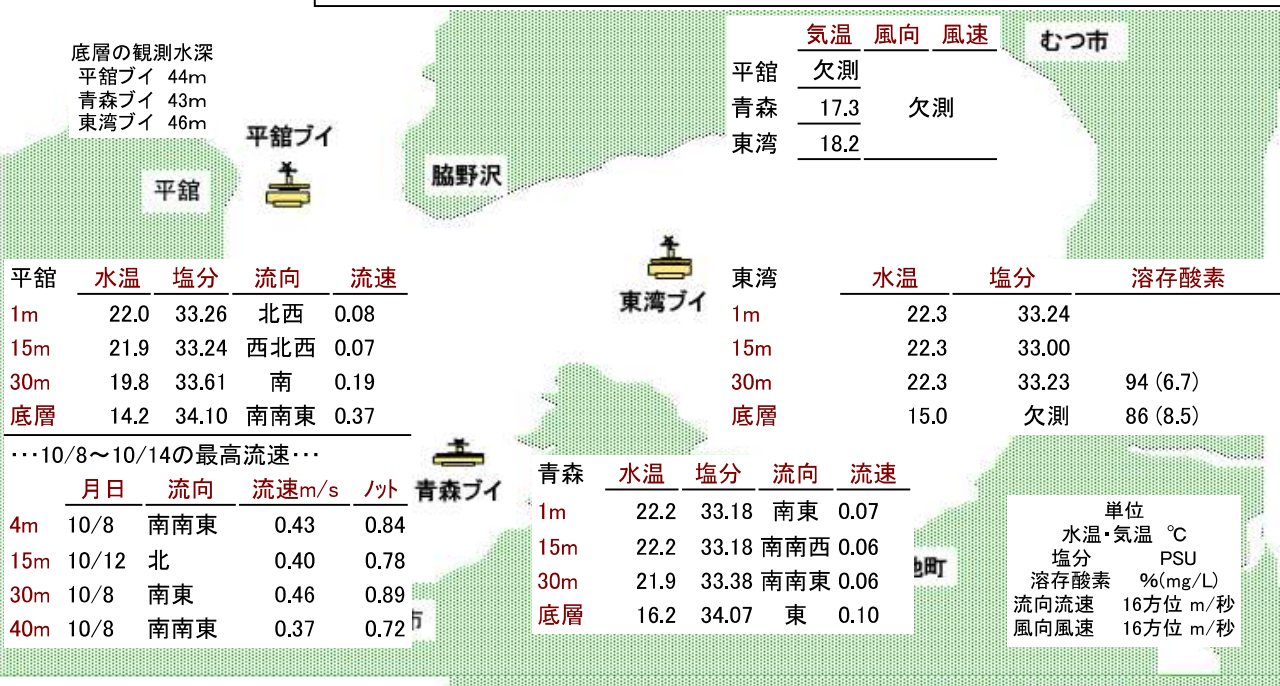 底層の観測水深
平舘ブイ 44m
青森ブイ 43m
東湾ブイ 46m
気温 風向 風速
平舘 欠測
青森 17.3 欠測
東湾 18.2
むつ市
平舘ブイ
平舘
脇野沢
東湾ブイ
平舘 水温 塩分 流向 流速
1m 22.0 33.26 北西 0.08
15m 21.9 33.24 西北西 0.07
30m 19.8 33.61 南 0.19
底層 14.2 34.10 南南東 0.37
東湾 水温 塩分 溶存酸素
1m 22.3 33.24
15m 22.3 33.00
30m 22.3 33.23 94 (6.7)
底層 15.0 欠測 86 (8.5)
…10/8～10/14の最高流速…
月日 流向 流速m/s ノット
4m 10/8 南南東 0.43 0.84
15m 10/12 北 0.40 0.78
30m 10/8 南東 0.46 0.89
40m 10/8 南南東 0.37 0.72
青森ブイ
市
青森 水温 塩分 流向 流速
1m 22.2 33.18 南東 0.07
15m 22.2 33.18 南南西 0.06
30m 21.9 33.38 南南東 0.06
底層 16.2 34.07 東 0.10
町
単位
水温・気温 ℃
塩分 PSU
溶存酸素 %(mg/L)
流向流速 16方位 m/秒
風向風速 16方位 m/秒